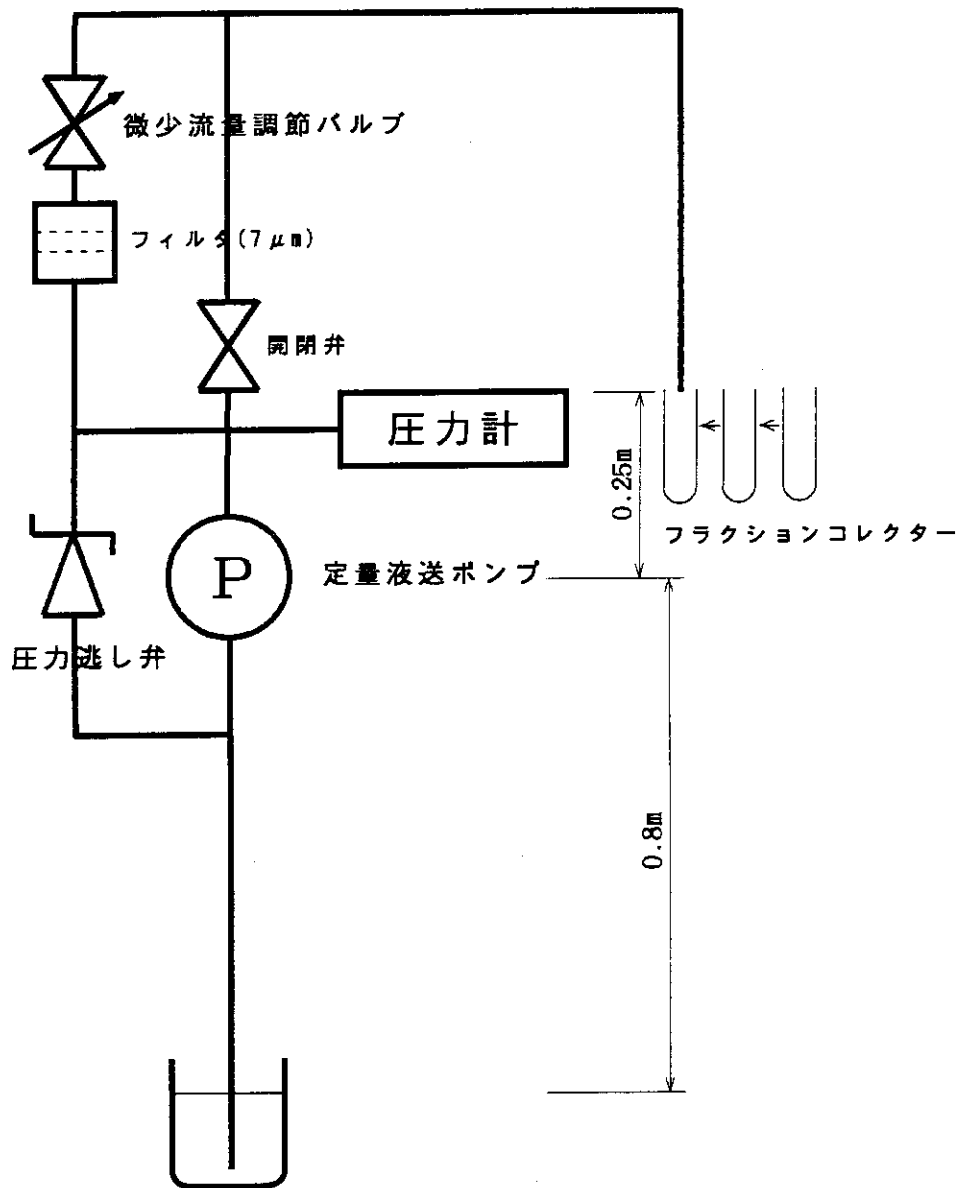 微少流量調節バルブ
フィルタ(7μm)
開閉弁
圧力計
0.25m
フラクションコレクター
P
定量液送ポンプ
圧力逃し弁
0.8m